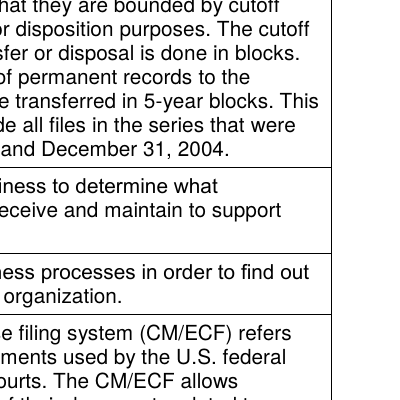 hat they are bounded by cutoff
or disposition purposes. The cutoff
sfer or disposal is done in blocks.
of permanent records to the
e transferred in 5-year blocks. This
de all files in the series that were
and December 31, 2004.
iness to determine what
eceive and maintain to support
ess processes in order to find out
organization.
e filing system (CM/ECF) refers
ments used by the U.S. federal
ourts. The CM/ECF allows